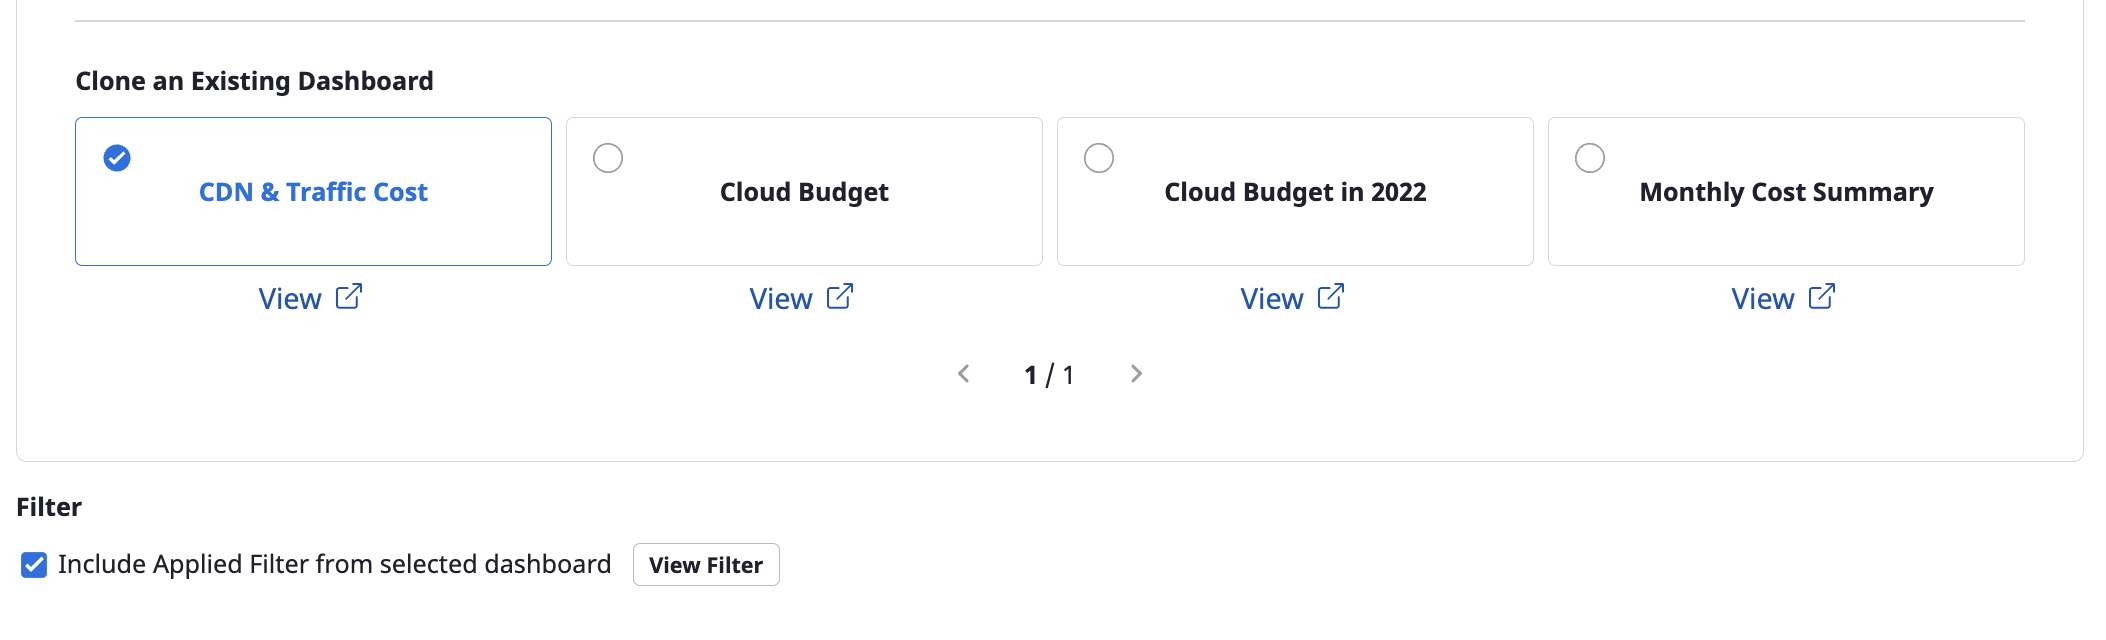 Clone an Existing Dashboard
CDN & Traffic Cost
Cloud Budget
Cloud Budget in 2022
Monthly Cost Summary
View
View
View
View
1 / 1
Filter
Include Applied Filter from selected dashboard
View Filter